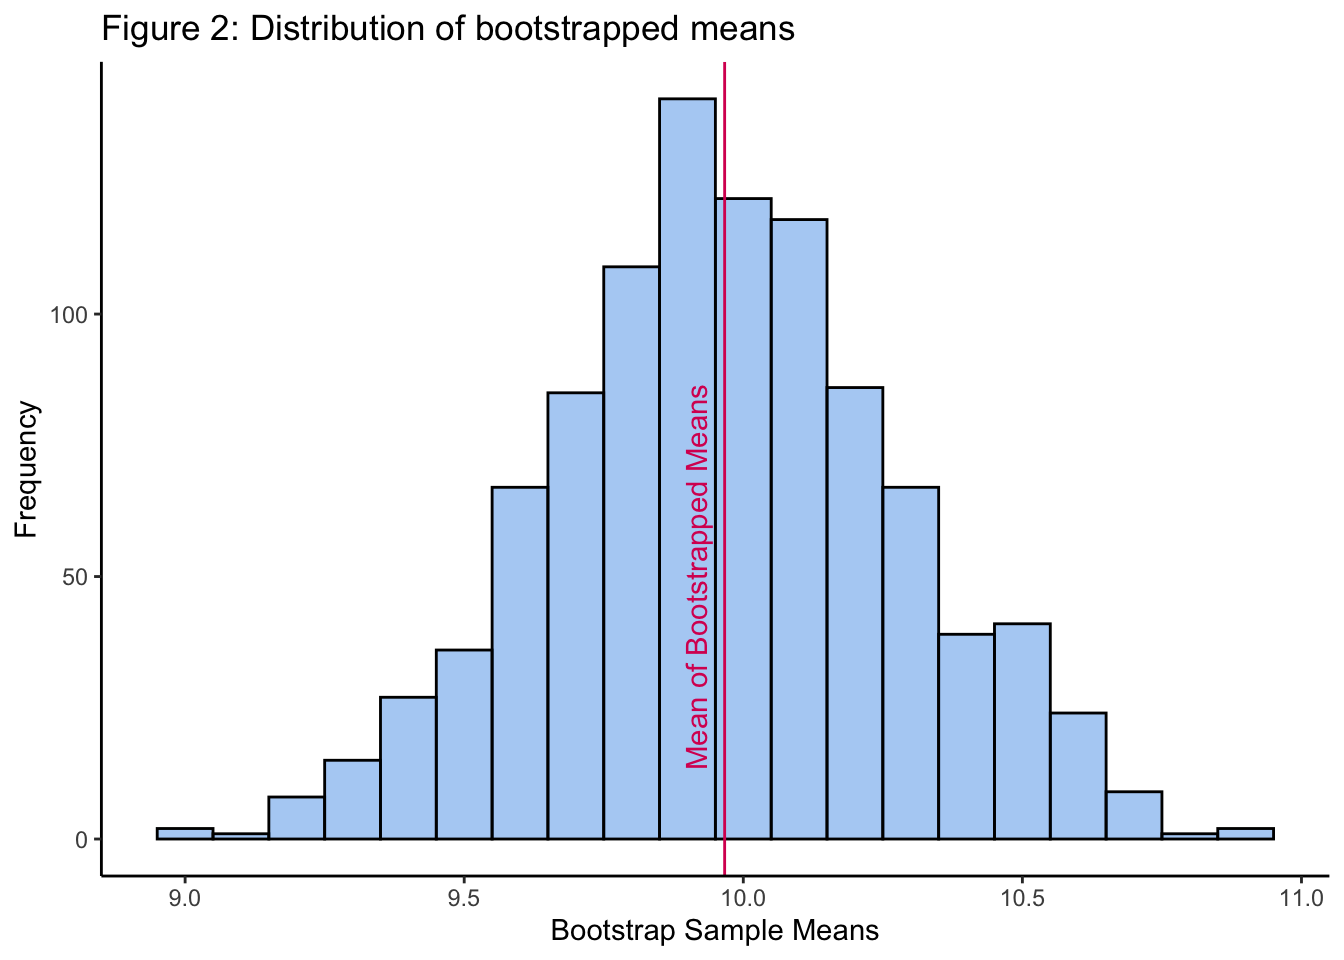 Figure 2: Distribution of bootstrapped means
Frequency
100
50
0
Mean of Bootstrapped Means
9.0
9.5
10.0
10.5
11.0
Bootstrap Sample Means